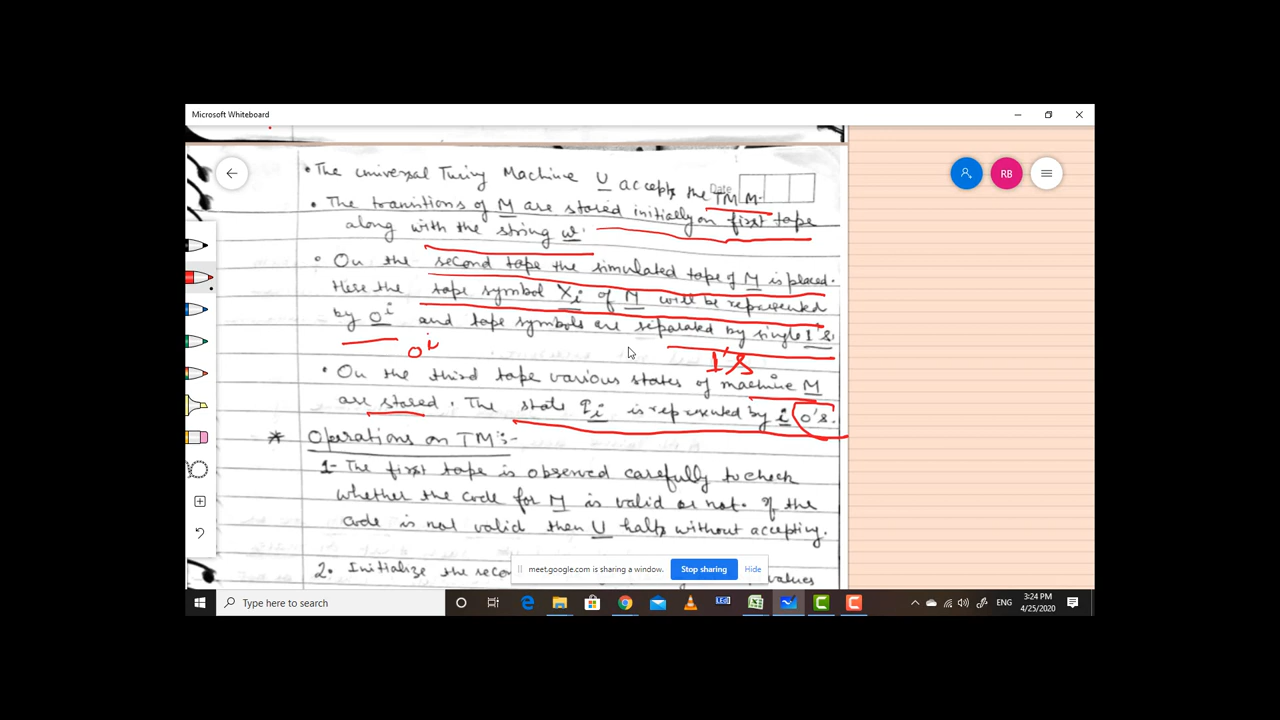 Microsoft Whiteboard
• The universal Turing Machine U accepts the TM M.
Date
• The transitions of M are stored initially on first tape
along with the string w.
• On the second tape the simulated tape of M is placed.
Here the tape symbol Xi of M will be represented
by 0^i and tape symbols are separated by single 1's.
0^i
1's
• On the third tape various states of machine M
are stored. The state qi is represented by i 0's.
* Operations on TM's:-
1- The first tape is observed carefully to check
whether the code for M is valid or not. If the
code is not valid then U halts without accepting.
2. Initialize the
values
RB
meet.google.com is sharing a window.
Stop sharing
Hide
Type here to search
3:24 PM
4/25/2020